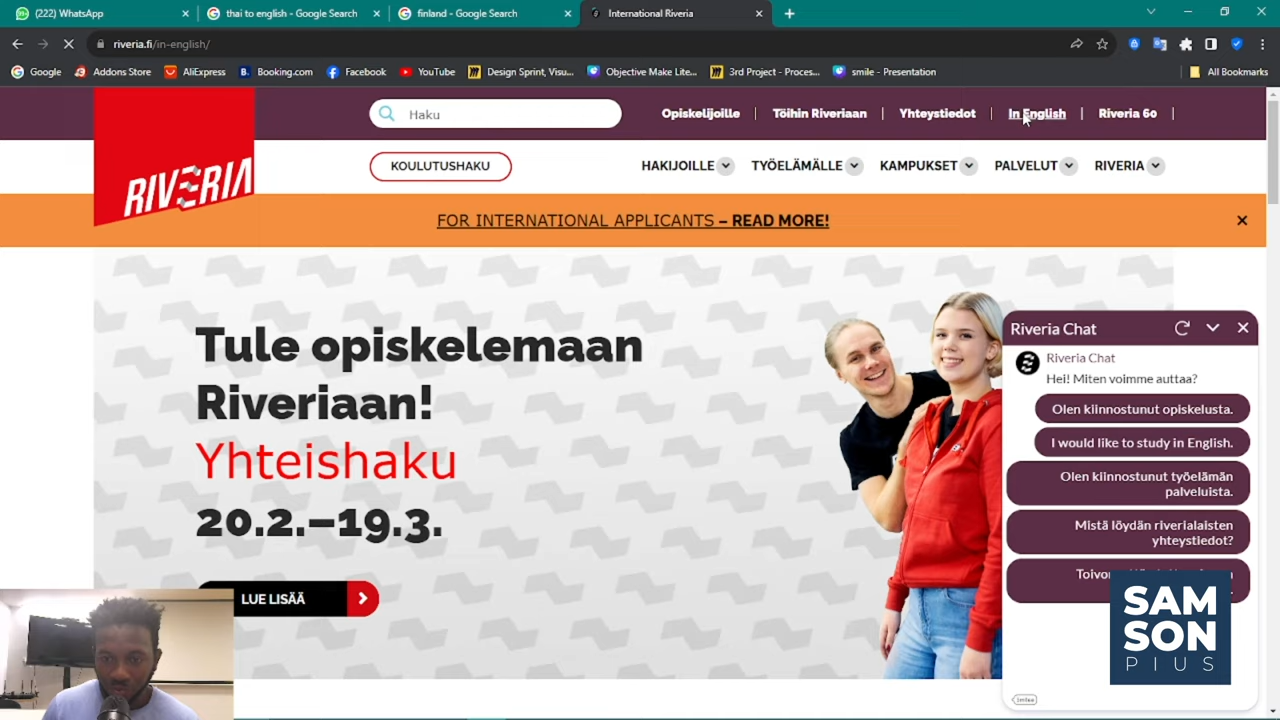 (222) WhatsApp
thai to english - Google Search
finland - Google Search
International Riveria
riveria.fi/in-english/
Google
Addons Store
AliExpress
Booking.com
Facebook
YouTube
Design Sprint, Visu...
Objective Make Lite...
3rd Project - Proces...
smile - Presentation
All Bookmarks
Haku
Opiskelijoille
Töihin Riveriaan
Yhteystiedot
In English
Riveria 60
RIVERIA
KOULUTUSHAKU
HAKIJOILLE
TYÖELÄMÄLLE
KAMPUKSET
PALVELUT
RIVERIA
FOR INTERNATIONAL APPLICANTS – READ MORE!
Tule opiskelemaan
Riveriaan!
Yhteishaku
20.2.–19.3.
LUE LISÄÄ
Riveria Chat
Riveria Chat
Hei! Miten voimme auttaa?
Olen kiinnostunut opiskelusta.
I would like to study in English.
Olen kiinnostunut työelämän
palveluista.
Mistä löydän riverialaisten
yhteystiedot?
SAM
SON
PIUS